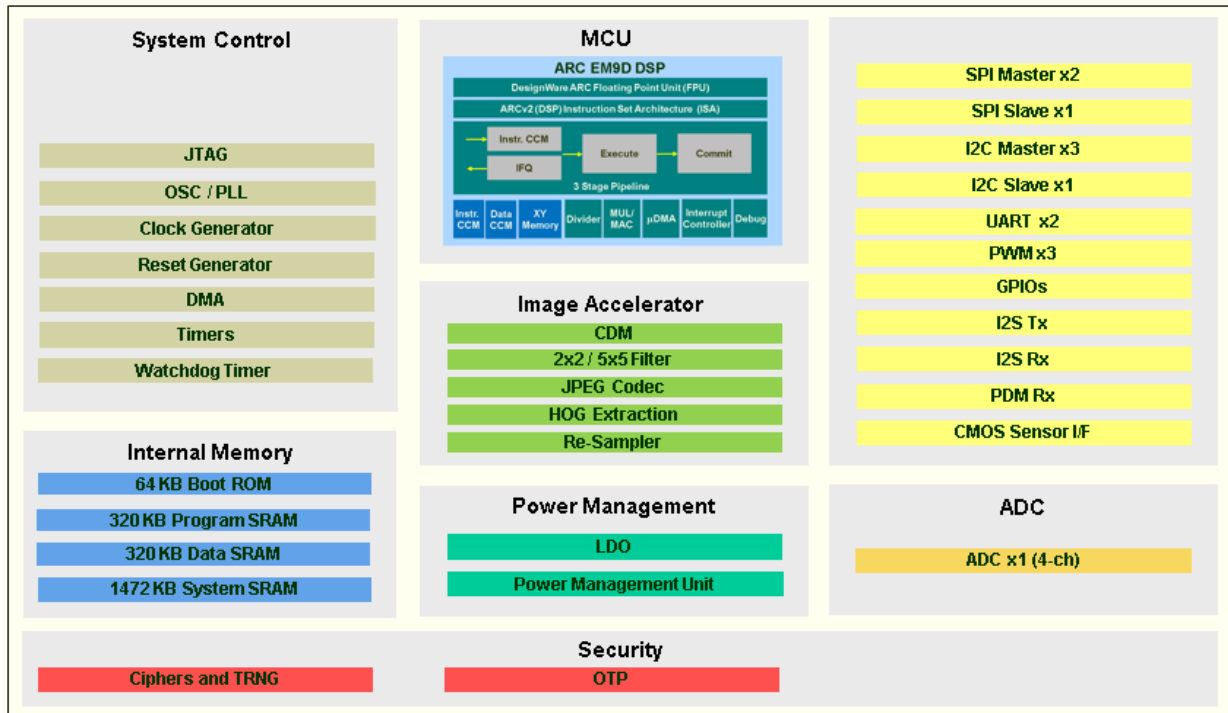 System Control
JTAG
OSC / PLL
Clock Generator
Reset Generator
DMA
Timers
Watchdog Timer
Internal Memory
64 KB Boot ROM
320 KB Program SRAM
320 KB Data SRAM
1472 KB System SRAM
MCU
ARC EM9D DSP
DesignWare ARC Floating Point Unit (FPU)
ARCv2 (DSP) Instruction Set Architecture (ISA)
Instr. CCM
IFQ
Execute
Commit
3 Stage Pipeline
Instr. CCM
Data CCM
XY Memory
Divider
MUL/ MAC
µDMA
Interrupt Controller
Debug
Image Accelerator
CDM
2x2 / 5x5 Filter
JPEG Codec
HOG Extraction
Re-Sampler
Power Management
LDO
Power Management Unit
SPI Master x2
SPI Slave x1
I2C Master x3
I2C Slave x1
UART x2
PWM x3
GPIOs
I2S Tx
I2S Rx
PDM Rx
CMOS Sensor I/F
ADC
ADC x1 (4-ch)
Security
Ciphers and TRNG
OTP